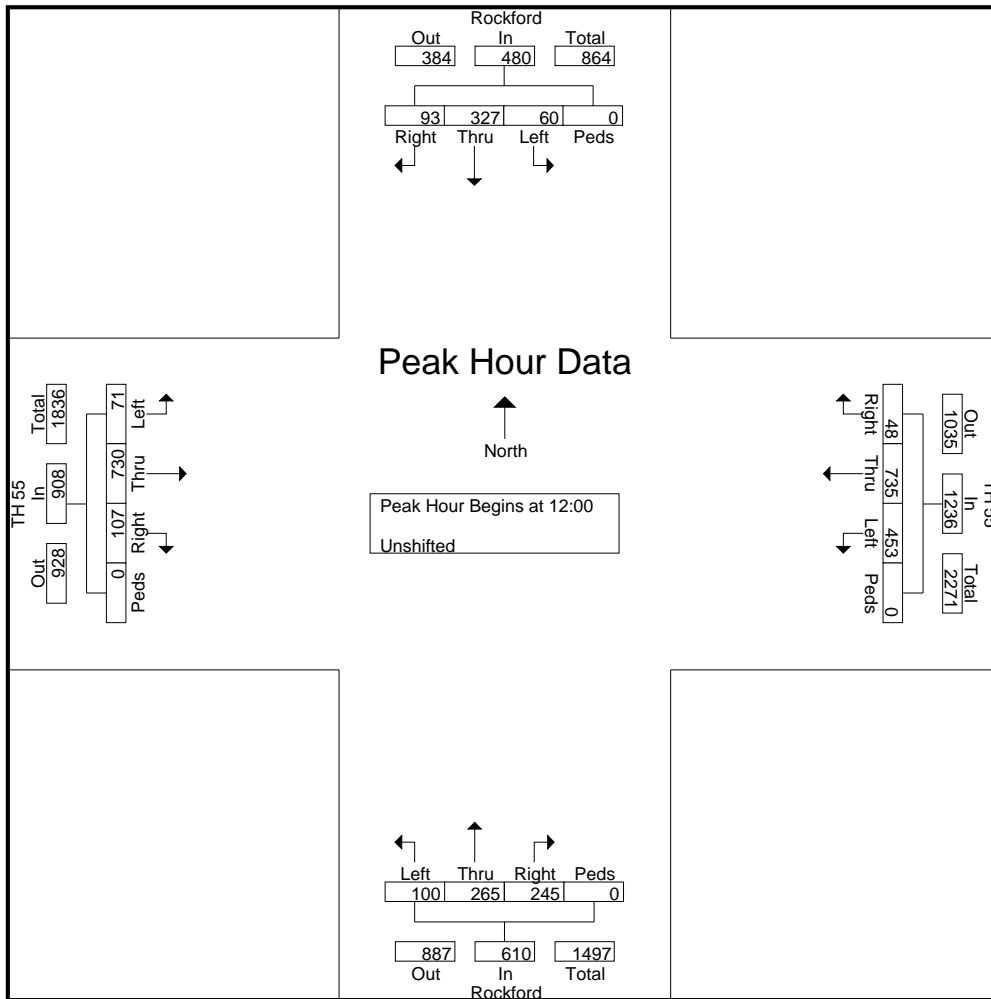 Rockford
Out In Total
384 480 864
93 327 60 0
Right Thru Left Peds
Peak Hour Data
North
Peak Hour Begins at 12:00
Unshifted
TH 55
Total In Out
1836 908 928
71 730 107 0
Left Thru Right Peds
TH 55
Out In Total
1035 1236 2271
48 735 453 0
Right Thru Left Peds
Left Thru Right Peds
100 265 245 0
887 610 1497
Out In Total
Rockford